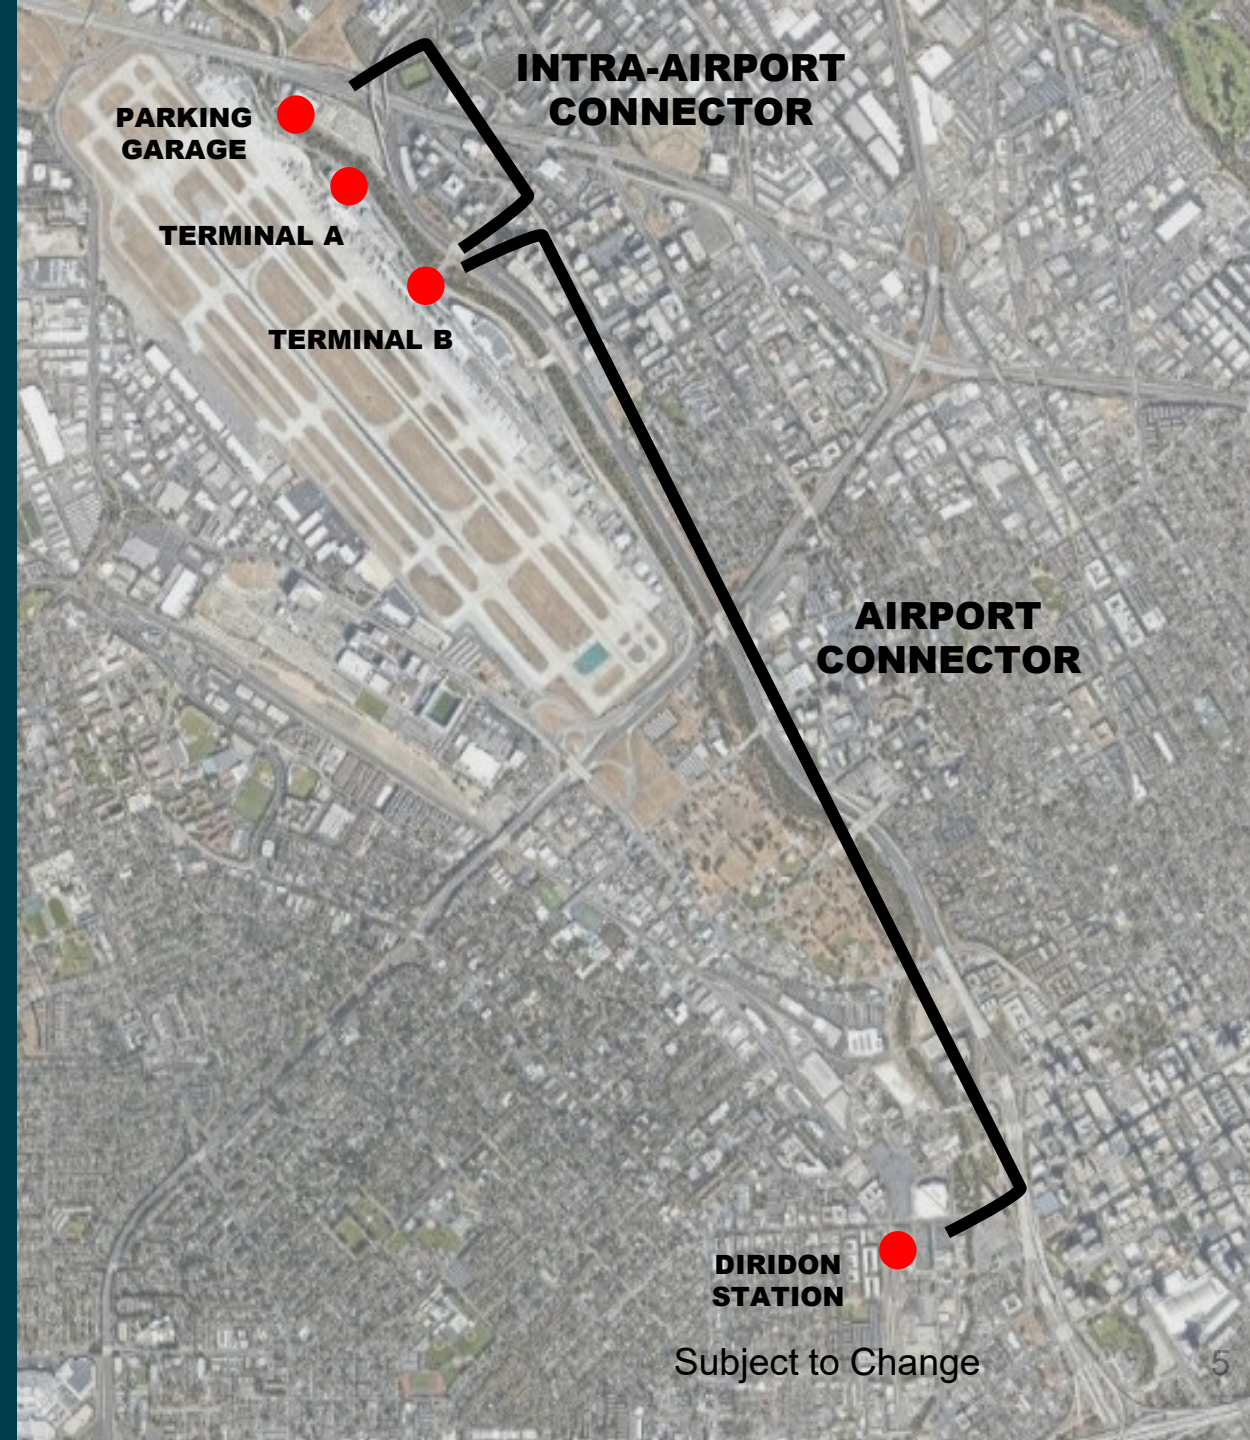 INTRA-AIRPORT
CONNECTOR
PARKING
GARAGE
TERMINAL A
TERMINAL B
AIRPORT
CONNECTOR
DIRIDON
STATION
Subject to Change
5